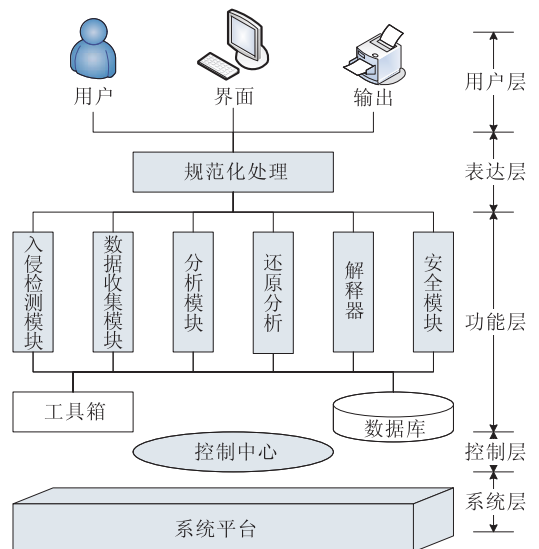 用户
界面
输出
用户层
规范化处理
表达层
入侵检测模块
数据收集模块
分析模块
还原分析
解释器
安全模块
功能层
工具箱
数据库
控制中心
控制层
系统层
系统平台